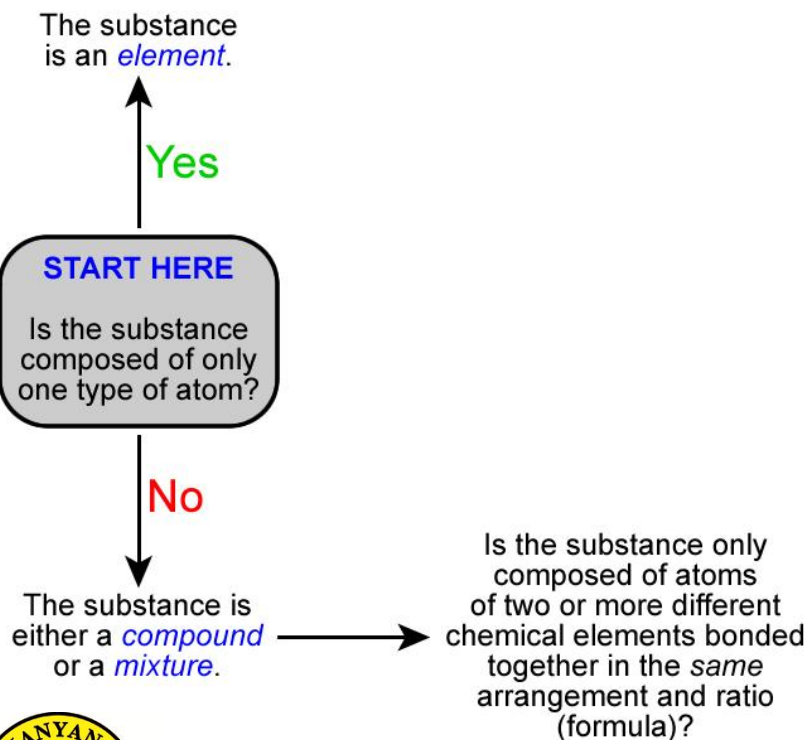 The substance
is an element.
Yes
START HERE
Is the substance
composed of only
one type of atom?
No
The substance is
either a compound
or a mixture.
Is the substance only
composed of atoms
of two or more different
chemical elements bonded
together in the same
arrangement and ratio
(formula)?